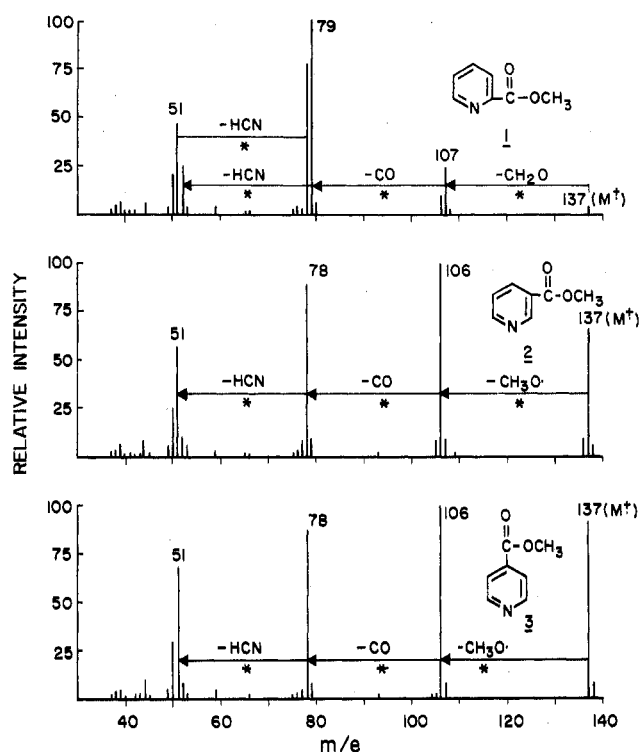 RELATIVE INTENSITY
100
75
50
25
51
79
107
137 (M⁺)
–HCN
*
–HCN
*
–CO
*
–CH₂O
*
N
O
C–OCH₃
1
100
75
50
25
51
78
106
137(M⁺)
–HCN
*
–CO
*
–CH₃O·
*
N
O
C–OCH₃
2
100
75
50
25
51
78
106
137(M⁺)
–HCN
*
–CO
*
–CH₃O·
*
O
C–OCH₃
N
3
40 60 80 100 120 140
m/e